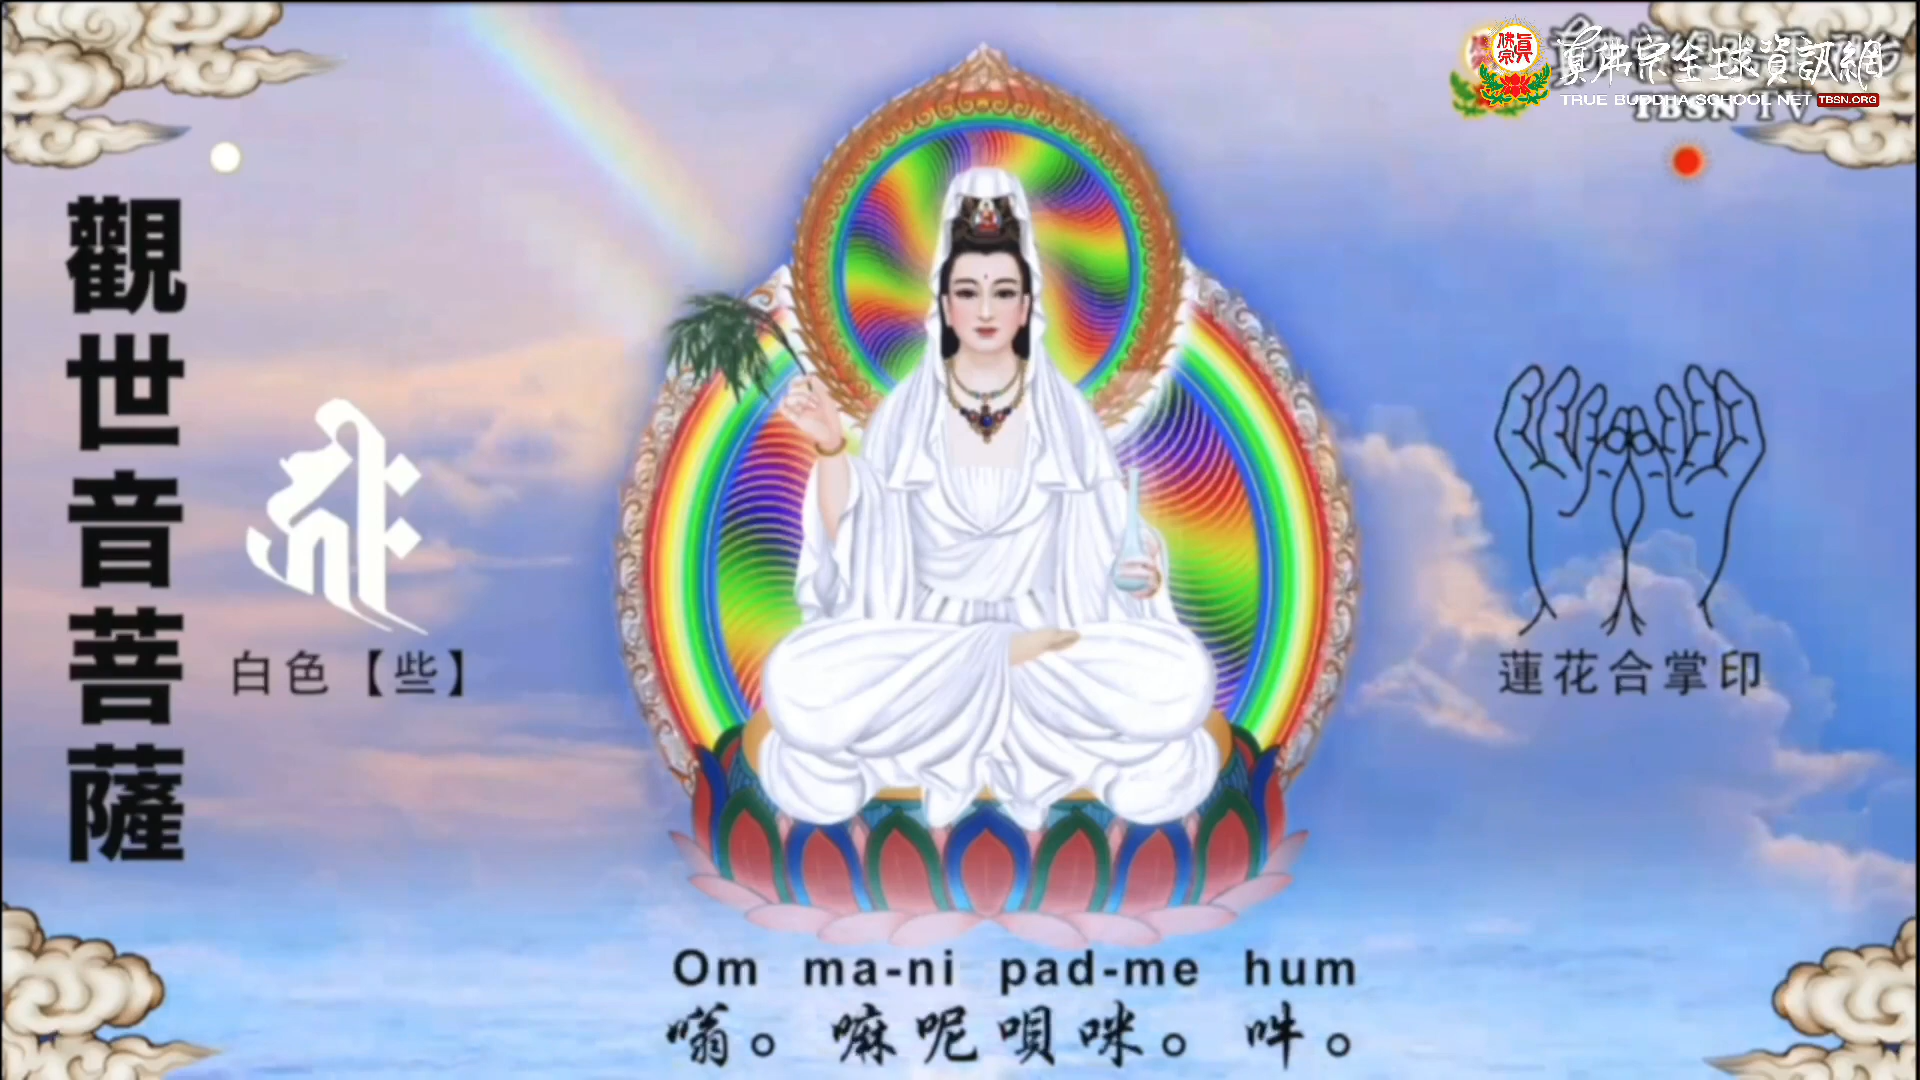 觀世音菩薩
白色【些】
真佛宗全球資訊網
TRUE BUDDHA SCHOOL NET TBSN.ORG
TBSN TV
蓮花合掌印
Om ma-ni pad-me hum
嗡。嘛呢唄咪。吽。